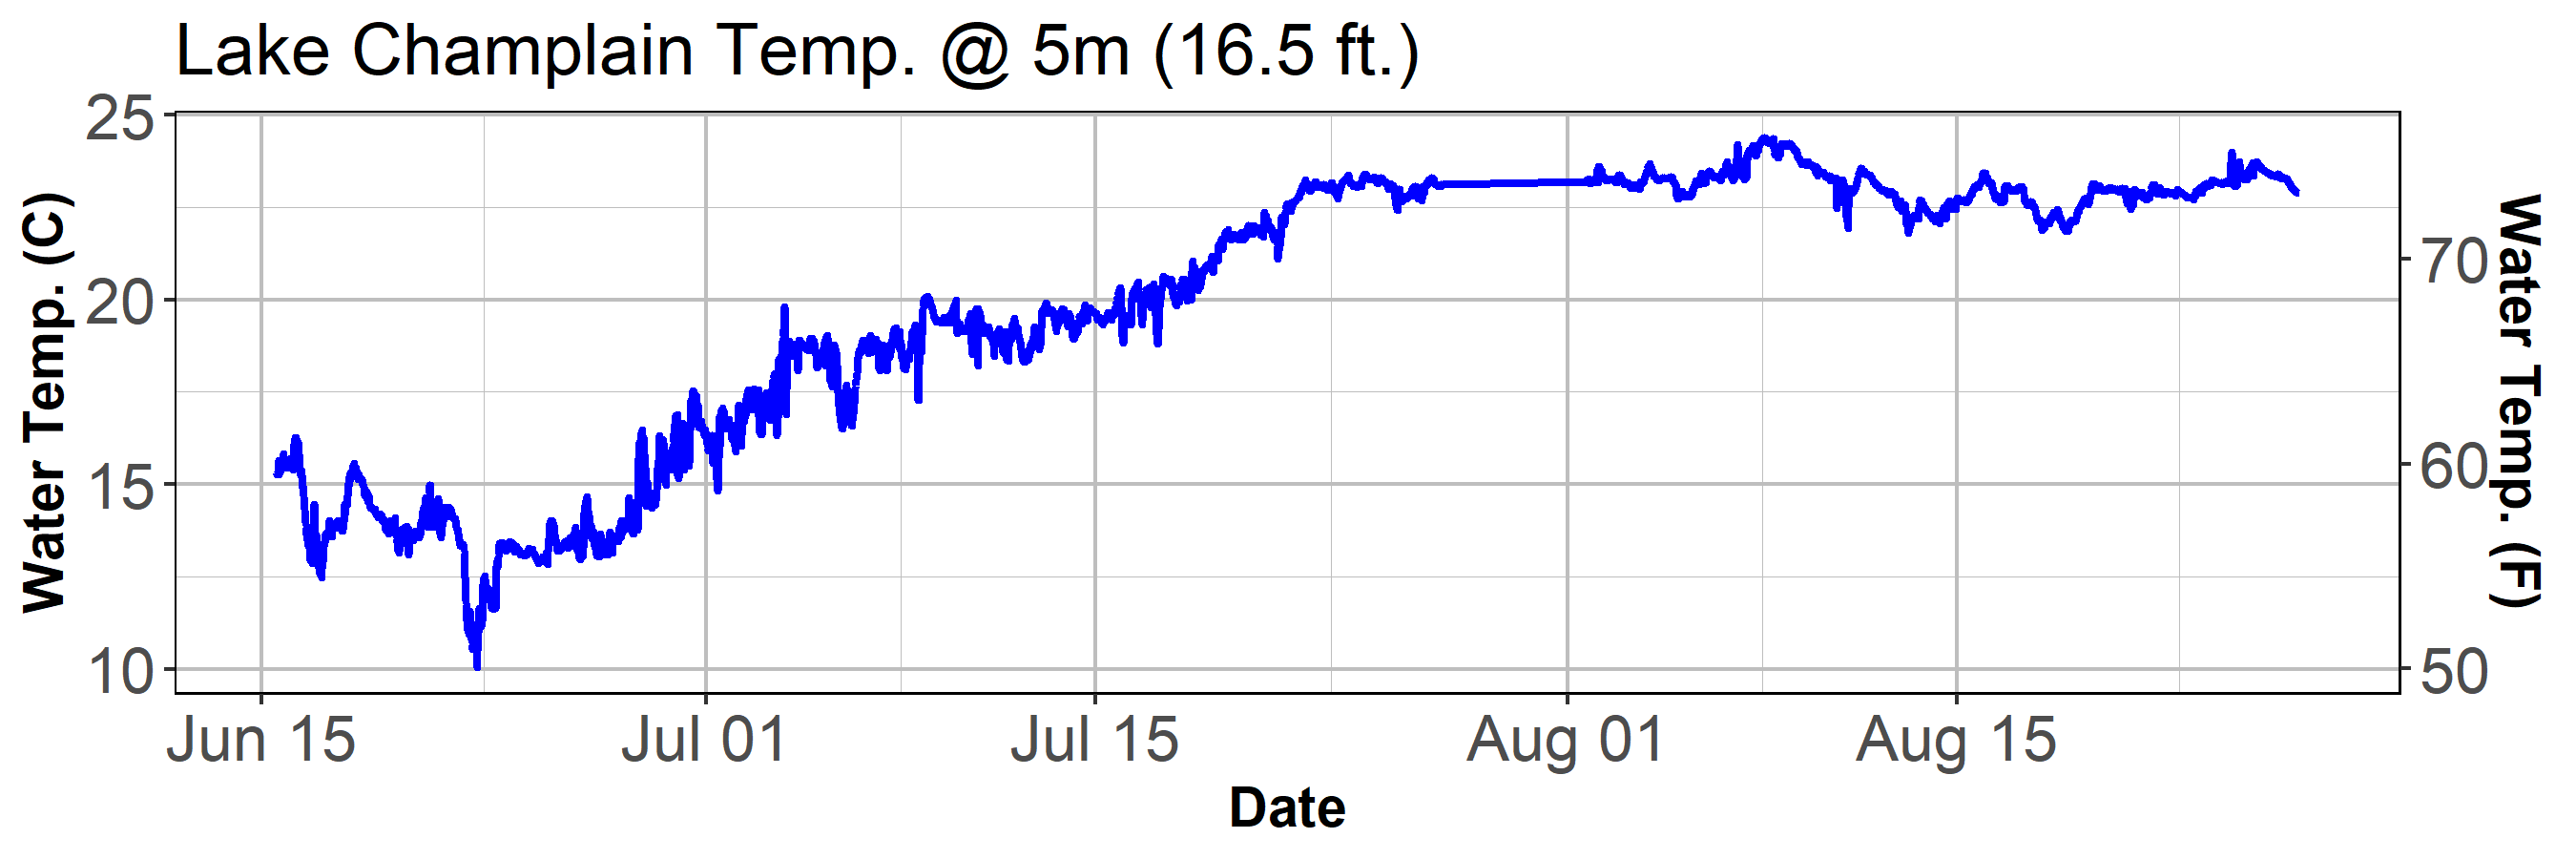 Lake Champlain Temp. @ 5m (16.5 ft.)
25
20
15
10
Water Temp. (C)
70
60
50
Water Temp. (F)
Jun 15
Jul 01
Jul 15
Aug 01
Aug 15
Date